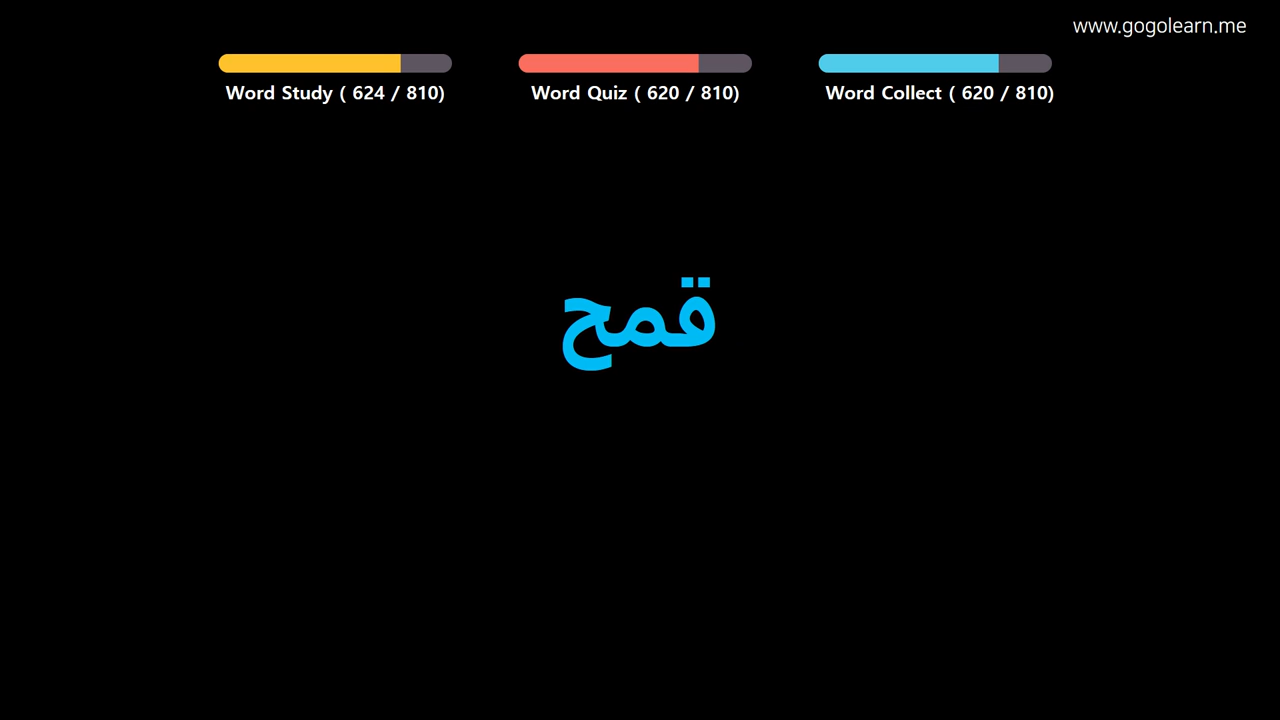 www.gogolearn.me
Word Study ( 624 / 810)
Word Quiz ( 620 / 810)
Word Collect ( 620 / 810)
قمح